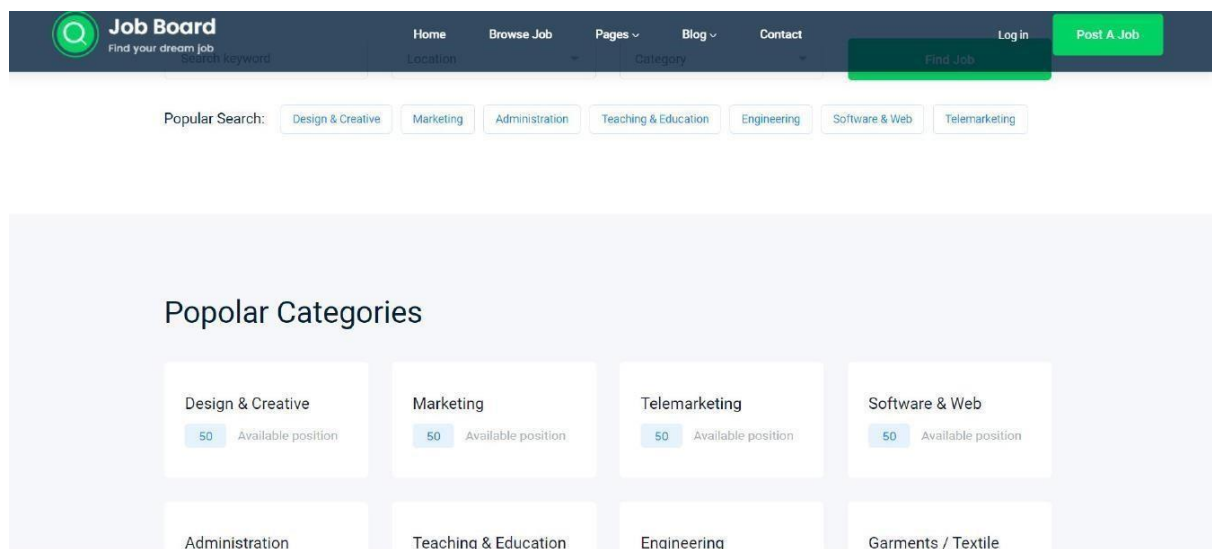 Job Board
Find your dream job
Home Browse Job Pages Blog Contact Log in Post A Job
Search keyword Location Category Find Job
Popular Search: Design & Creative Marketing Administration Teaching & Education Engineering Software & Web Telemarketing
Popolar Categories
Design & Creative Marketing Telemarketing Software & Web
50 Available position 50 Available position 50 Available position 50 Available position
Administration Teaching & Education Engineering Garments / Textile